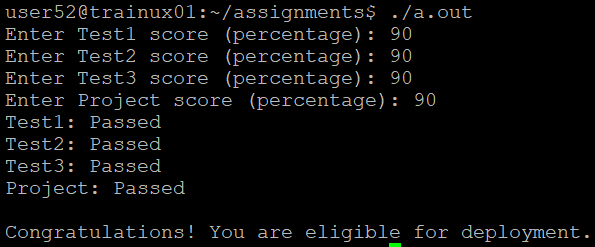 user52@trainux01:~/assignments$ ./a.out
Enter Test1 score (percentage): 90
Enter Test2 score (percentage): 90
Enter Test3 score (percentage): 90
Enter Project score (percentage): 90
Test1: Passed
Test2: Passed
Test3: Passed
Project: Passed

Congratulations! You are eligible for deployment.